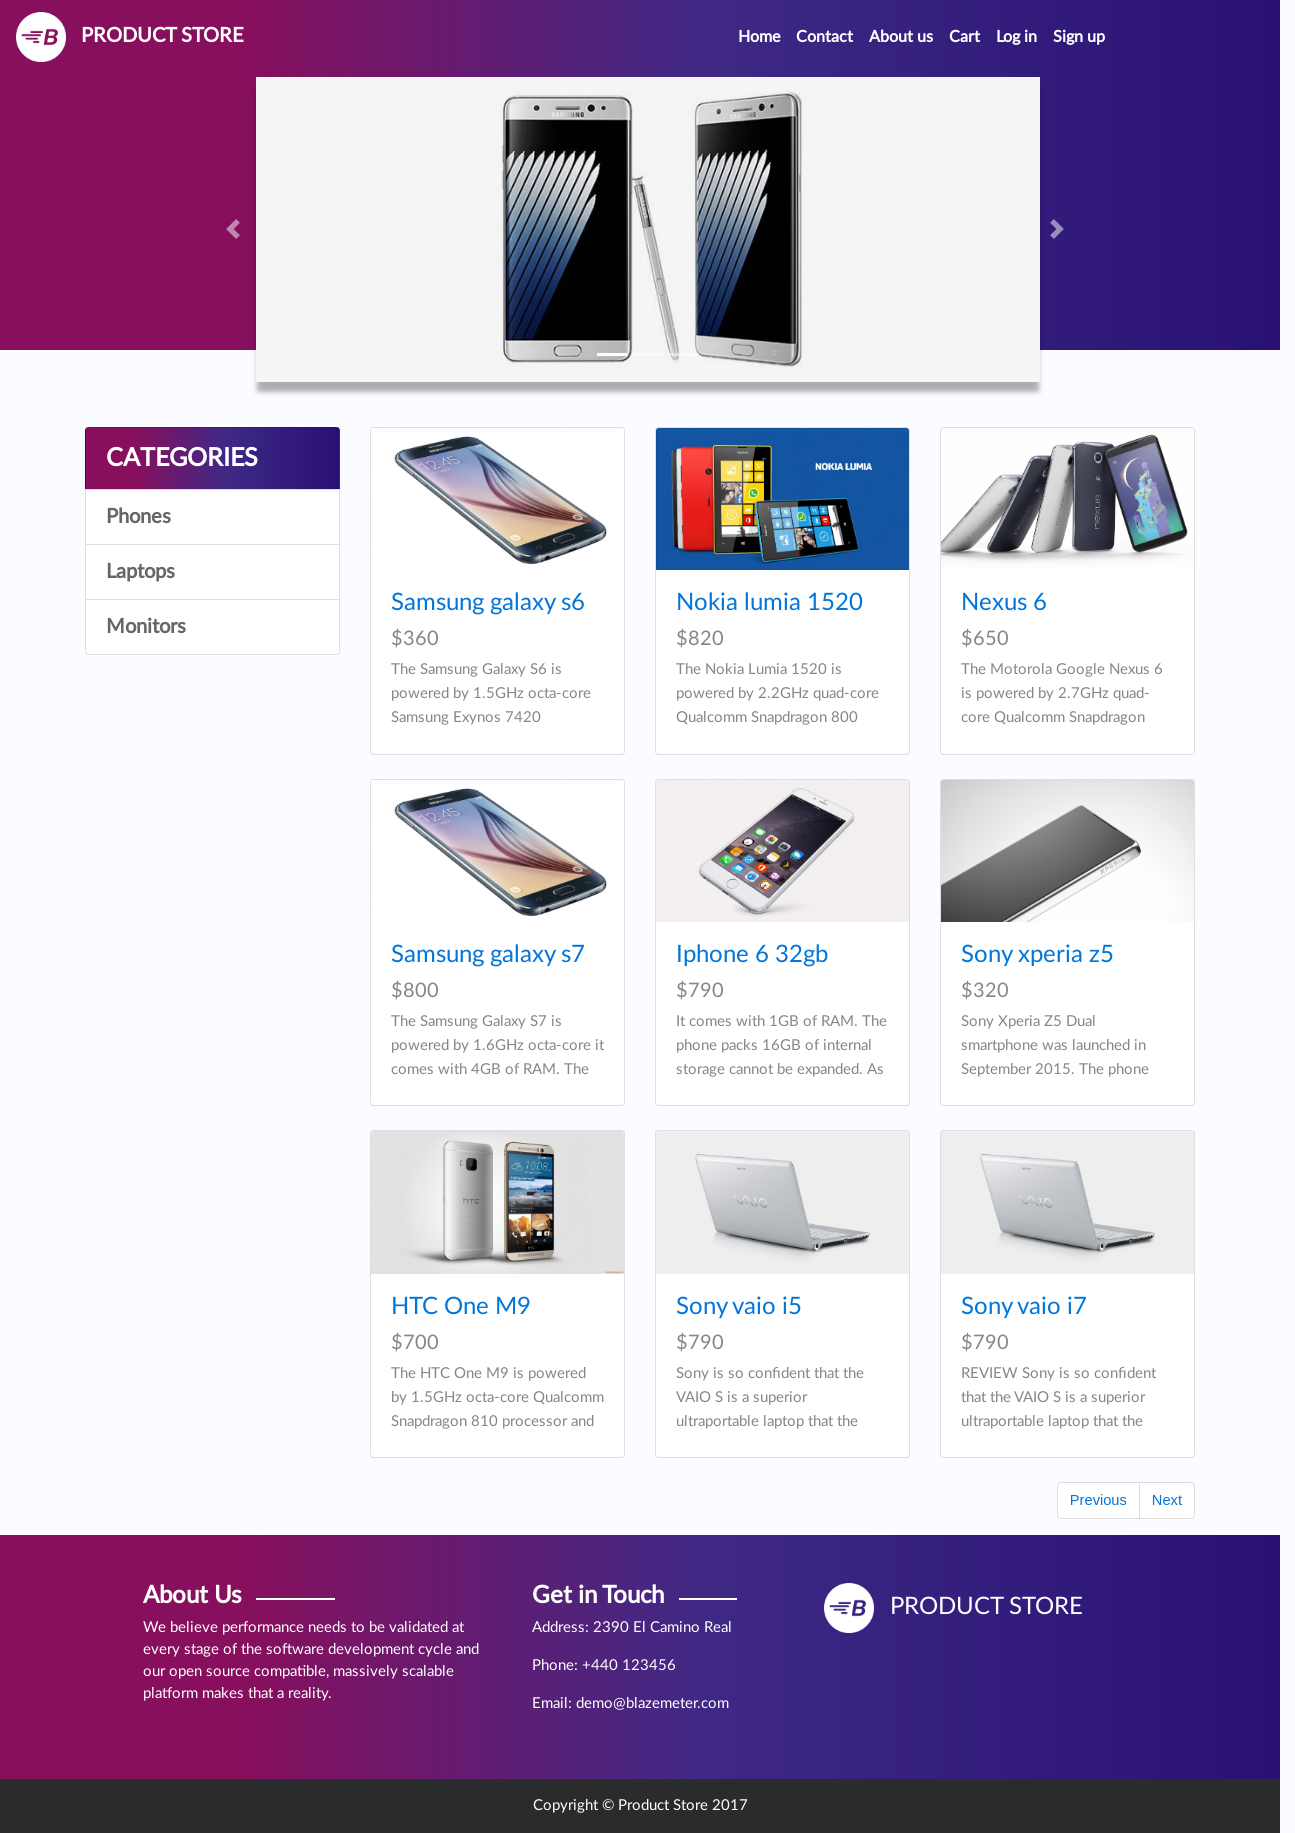 PRODUCT STORE
Home Contact About us Cart Log in Sign up
SAMSUNG
CATEGORIES
Phones
Laptops
Monitors
12:45
NOKIA LUMIA
nexus
Samsung galaxy s6
$360
The Samsung Galaxy S6 is
powered by 1.5GHz octa-core
Samsung Exynos 7420
Nokia lumia 1520
$820
The Nokia Lumia 1520 is
powered by 2.2GHz quad-core
Qualcomm Snapdragon 800
Nexus 6
$650
The Motorola Google Nexus 6
is powered by 2.7GHz quad-
core Qualcomm Snapdragon
12:45
XPERIA
Samsung galaxy s7
$800
The Samsung Galaxy S7 is
powered by 1.6GHz octa-core it
comes with 4GB of RAM. The
Iphone 6 32gb
$790
It comes with 1GB of RAM. The
phone packs 16GB of internal
storage cannot be expanded. As
Sony xperia z5
$320
Sony Xperia Z5 Dual
smartphone was launched in
September 2015. The phone
hTC
10:08
VAIO
VAIO
HTC One M9
$700
The HTC One M9 is powered
by 1.5GHz octa-core Qualcomm
Snapdragon 810 processor and
Sony vaio i5
$790
Sony is so confident that the
VAIO S is a superior
ultraportable laptop that the
Sony vaio i7
$790
REVIEW Sony is so confident
that the VAIO S is a superior
ultraportable laptop that the
Previous Next
About Us
We believe performance needs to be validated at
every stage of the software development cycle and
our open source compatible, massively scalable
platform makes that a reality.
Get in Touch
Address: 2390 El Camino Real
Phone: +440 123456
Email: demo@blazemeter.com
B PRODUCT STORE
Copyright © Product Store 2017